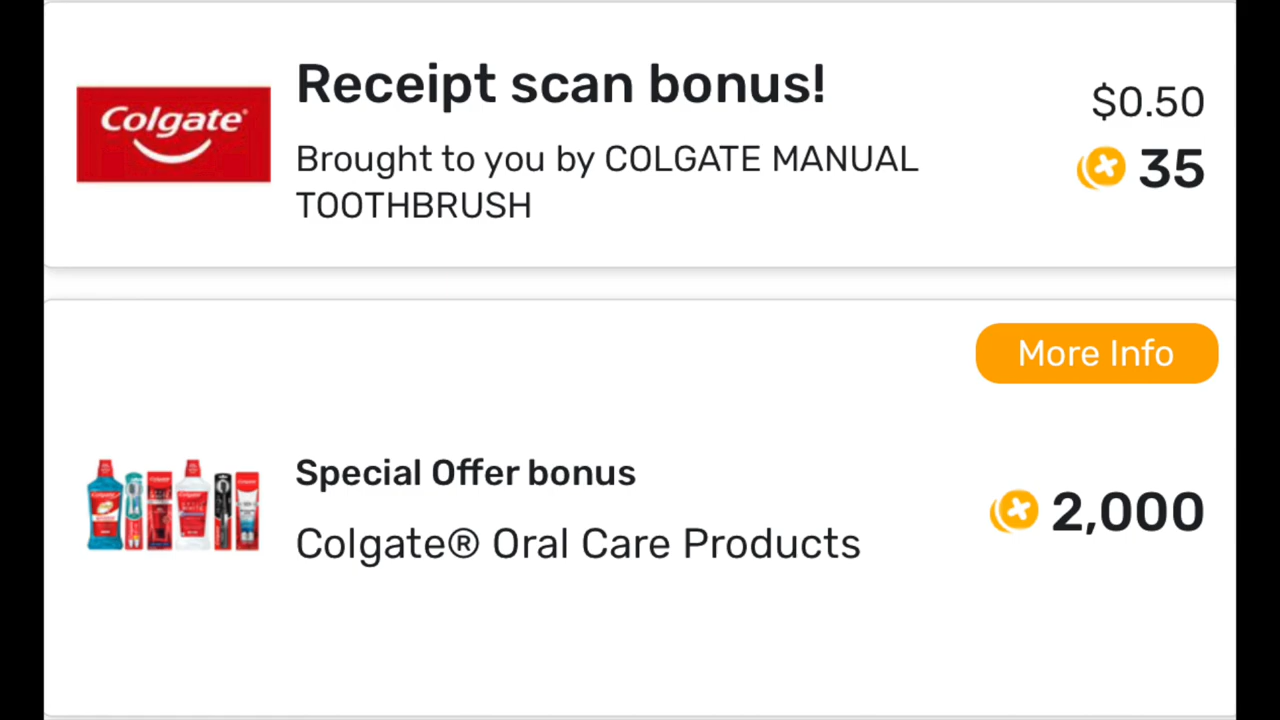 Colgate®
Receipt scan bonus!
Brought to you by COLGATE MANUAL
TOOTHBRUSH
$0.50
35
More Info
Special Offer bonus
Colgate® Oral Care Products
2,000